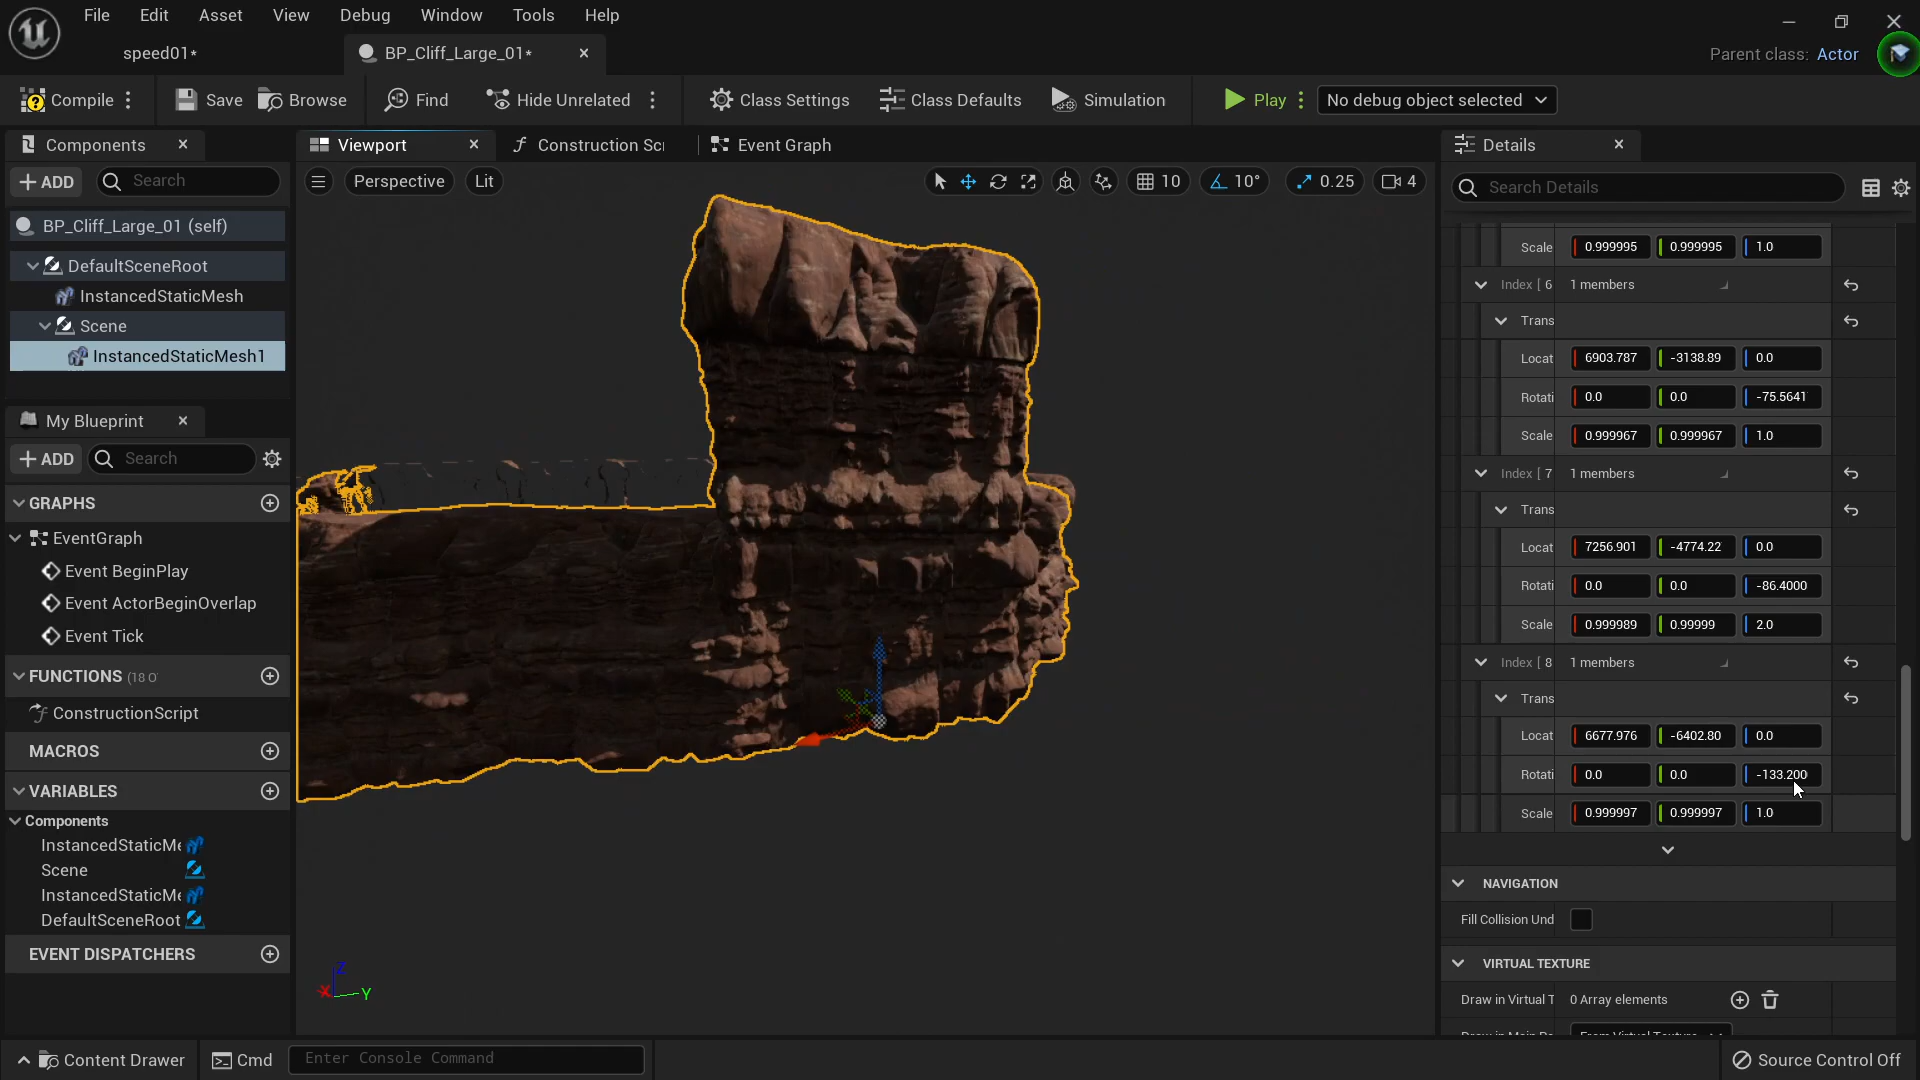 File Edit Asset View Debug Window Tools Help
speed01*
BP_Cliff_Large_01*
Parent class: Actor
Compile
Save
Browse
Find
Hide Unrelated
Class Settings
Class Defaults
Simulation
Play
No debug object selected
Components
Viewport
Construction Scr
Event Graph
Details
ADD
Search
Perspective
Lit
10
10°
0.25
4
Search Details
BP_Cliff_Large_01 (self)
DefaultSceneRoot
InstancedStaticMesh
Scene
InstancedStaticMesh1
My Blueprint
ADD
Search
GRAPHS
EventGraph
Event BeginPlay
Event ActorBeginOverlap
Event Tick
FUNCTIONS (18 O
ConstructionScript
MACROS
VARIABLES
Components
InstancedStaticMe
Scene
InstancedStaticMe
DefaultSceneRoot
EVENT DISPATCHERS
Z
X
Y
Scale 0.999995 0.999995 1.0
Index [ 6 1 members
Trans
Locat 6903.787 -3138.89 0.0
Rotati 0.0 0.0 -75.5641
Scale 0.999967 0.999967 1.0
Index [ 7 1 members
Trans
Locat 7256.901 -4774.22 0.0
Rotati 0.0 0.0 -86.4000
Scale 0.999989 0.99999 2.0
Index [ 8 1 members
Trans
Locat 6677.976 -6402.80 0.0
Rotati 0.0 0.0 -133.200
Scale 0.999997 0.999997 1.0
NAVIGATION
Fill Collision Und
VIRTUAL TEXTURE
Draw in Virtual T 0 Array elements
Content Drawer
Cmd
Enter Console Command
Source Control Off